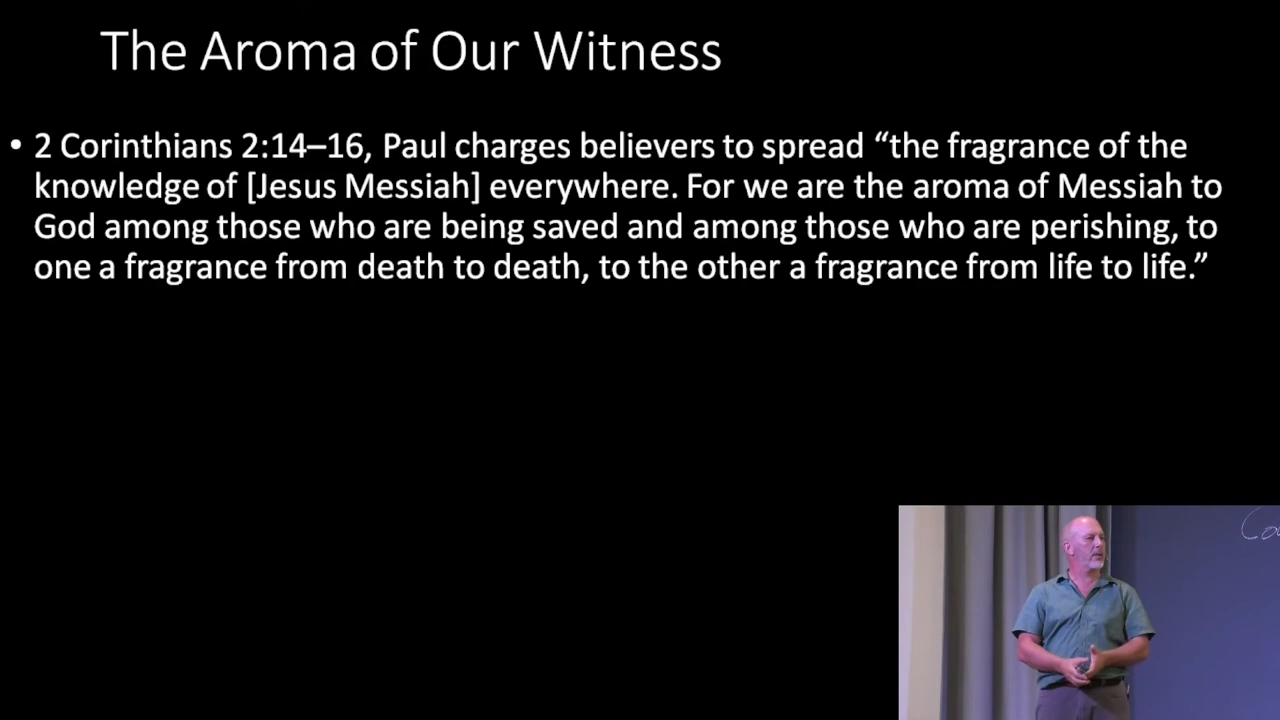 The Aroma of Our Witness
• 2 Corinthians 2:14–16, Paul charges believers to spread “the fragrance of the
knowledge of [Jesus Messiah] everywhere. For we are the aroma of Messiah to
God among those who are being saved and among those who are perishing, to
one a fragrance from death to death, to the other a fragrance from life to life.”